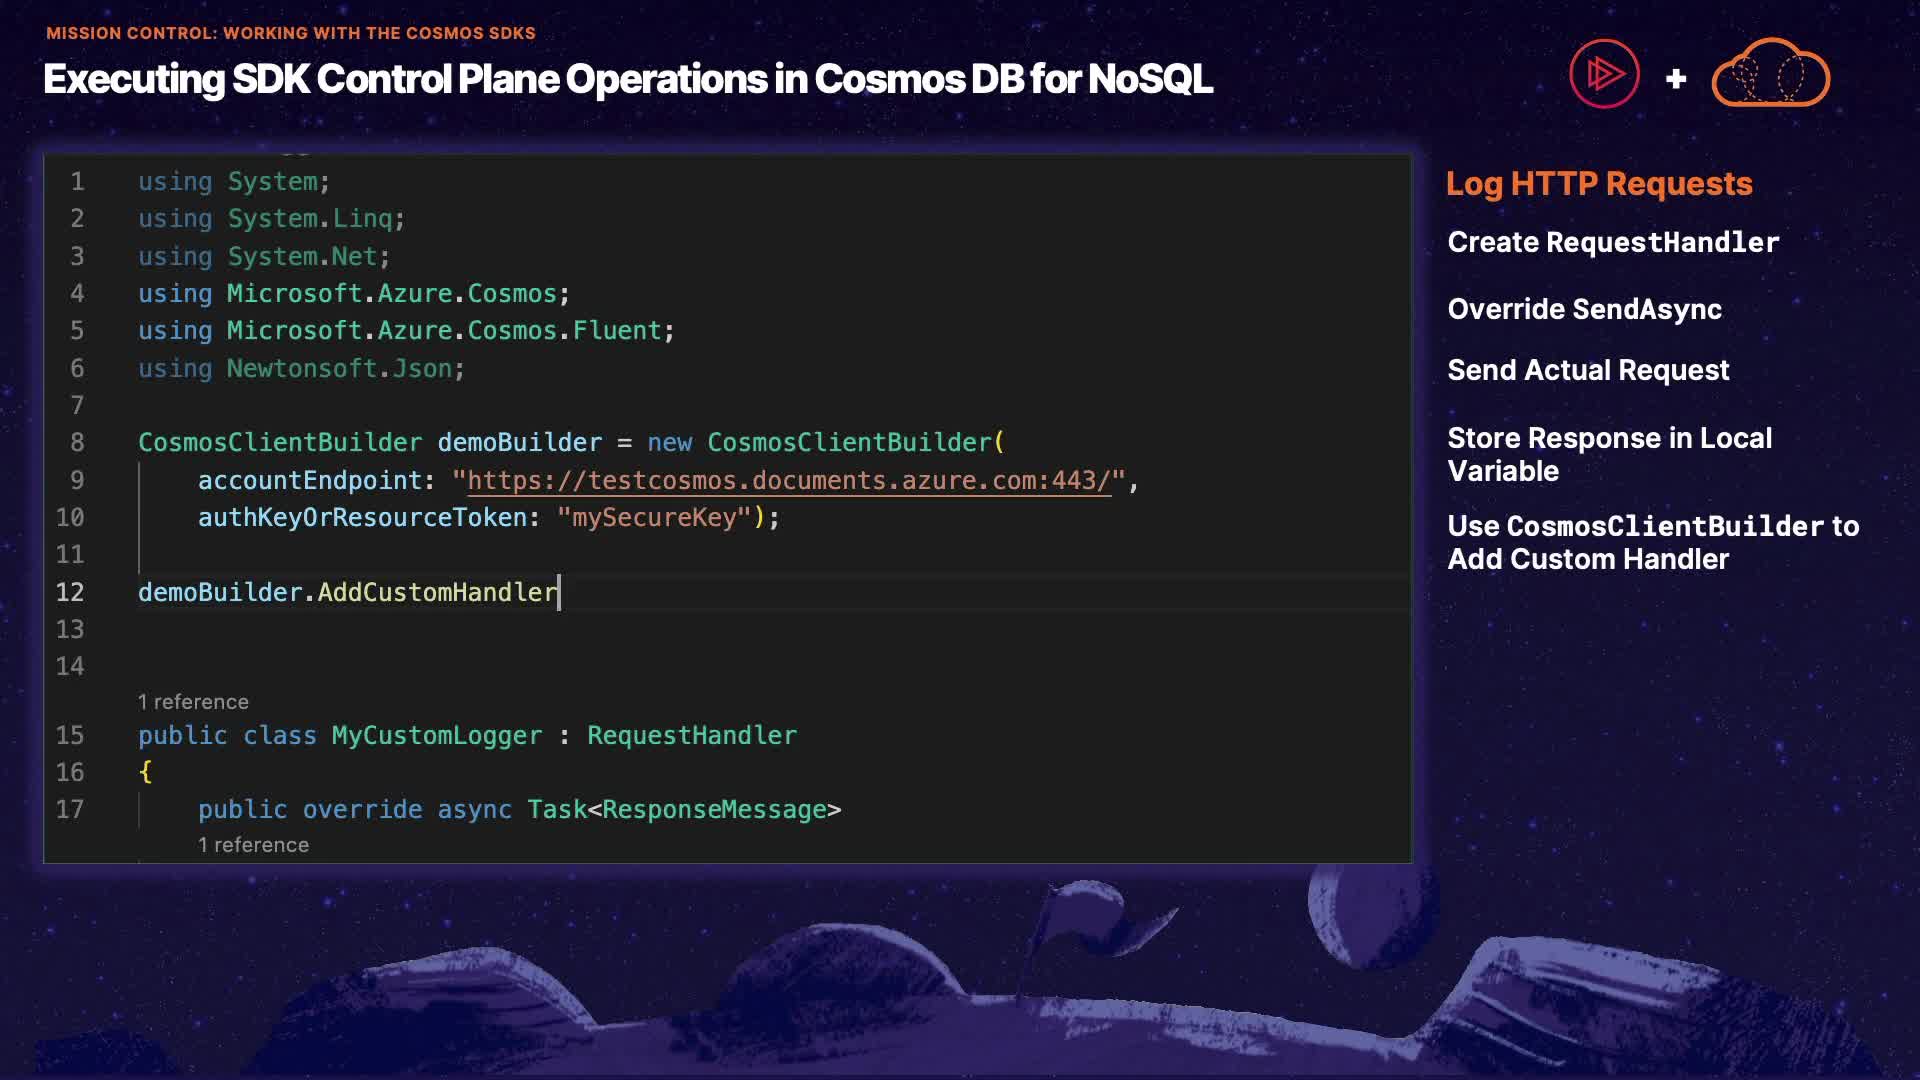 MISSION CONTROL: WORKING WITH THE COSMOS SDKS
Executing SDK Control Plane Operations in Cosmos DB for NoSQL
+
1 using System;
2 using System.Linq;
3 using System.Net;
4 using Microsoft.Azure.Cosmos;
5 using Microsoft.Azure.Cosmos.Fluent;
6 using Newtonsoft.Json;
7
8 CosmosClientBuilder demoBuilder = new CosmosClientBuilder(
9 accountEndpoint: "https://testcosmos.documents.azure.com:443/",
10 authKeyOrResourceToken: "mySecureKey");
11
12 demoBuilder.AddCustomHandler
13
14
1 reference
15 public class MyCustomLogger : RequestHandler
16 {
17 public override async Task<ResponseMessage>
1 reference
Log HTTP Requests
Create RequestHandler
Override SendAsync
Send Actual Request
Store Response in Local
Variable
Use CosmosClientBuilder to
Add Custom Handler